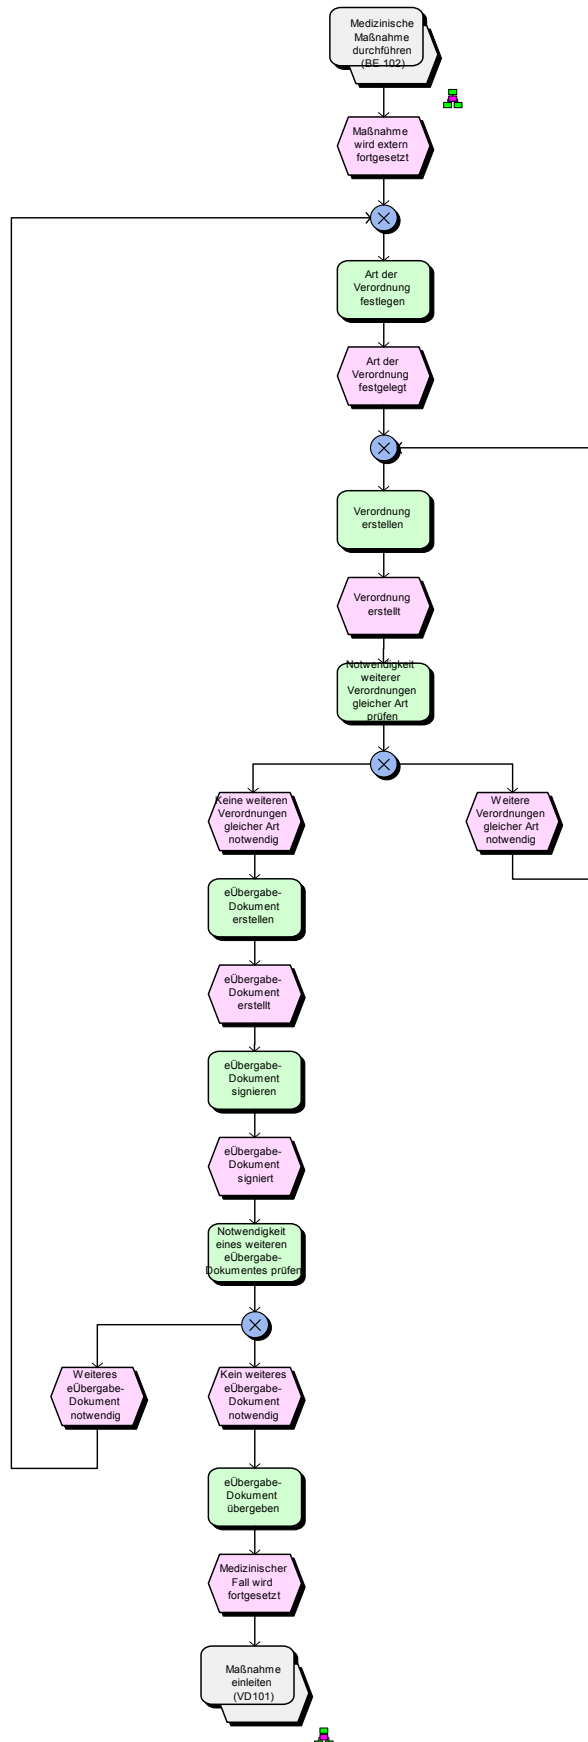 Medizinische
Maßnahme
durchführen
(BE 102)
Maßnahme
wird extern
fortgesetzt
Art der
Verordnung
festlegen
Art der
Verordnung
festgelegt
Verordnung
erstellen
Verordnung
erstellt
Notwendigkeit
weiterer
Verordnungen
gleicher Art
prüfen
Keine weiteren
Verordnungen
gleicher Art
notwendig
Weitere
Verordnungen
gleicher Art
notwendig
eÜbergabe-
Dokument
erstellen
eÜbergabe-
Dokument
erstellt
eÜbergabe-
Dokument
signieren
eÜbergabe-
Dokument
signiert
Notwendigkeit
eines weiteren
eÜbergabe-
Dokumentes prüfen
Weiteres
eÜbergabe-
Dokument
notwendig
Kein weiteres
eÜbergabe-
Dokument
notwendig
eÜbergabe-
Dokument
übergeben
Medizinischer
Fall wird
fortgesetzt
Maßnahme
einleiten
(VD101)